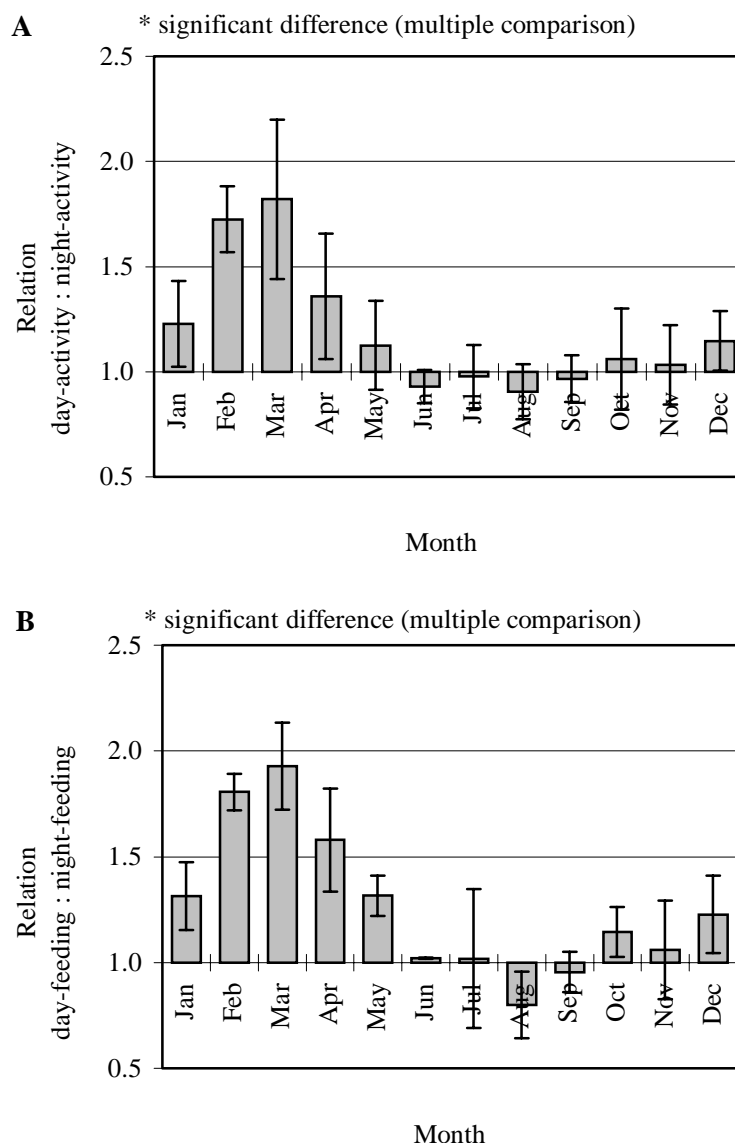 A
* significant difference (multiple comparison)
2.5
2.0
1.5
1.0
0.5
Relation
day-activity : night-activity
Jan
Feb
Mar
Apr
May
Jun
Jul
Aug
Sep
Oct
Nov
Dec
Month
B
* significant difference (multiple comparison)
2.5
2.0
1.5
1.0
0.5
Relation
day-feeding : night-feeding
Jan
Feb
Mar
Apr
May
Jun
Jul
Aug
Sep
Oct
Nov
Dec
Month